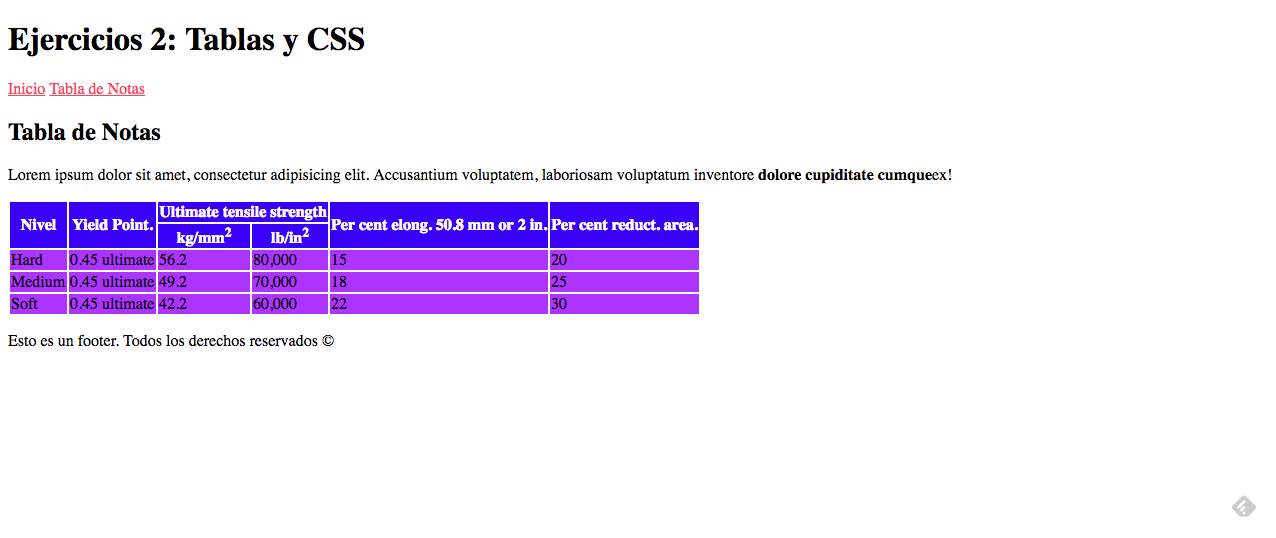 Ejercicios 2: Tablas y CSS
Inicio Tabla de Notas
Tabla de Notas
Lorem ipsum dolor sit amet, consectetur adipisicing elit. Accusantium voluptatem, laboriosam voluptatum inventore dolore cupiditate cumqueex!
Nivel Yield Point. Ultimate tensile strength Per cent elong. 50.8 mm or 2 in. Per cent reduct. area.
kg/mm² lb/in²
Hard 0.45 ultimate 56.2 80,000 15 20
Medium 0.45 ultimate 49.2 70,000 18 25
Soft 0.45 ultimate 42.2 60,000 22 30
Esto es un footer. Todos los derechos reservados ©